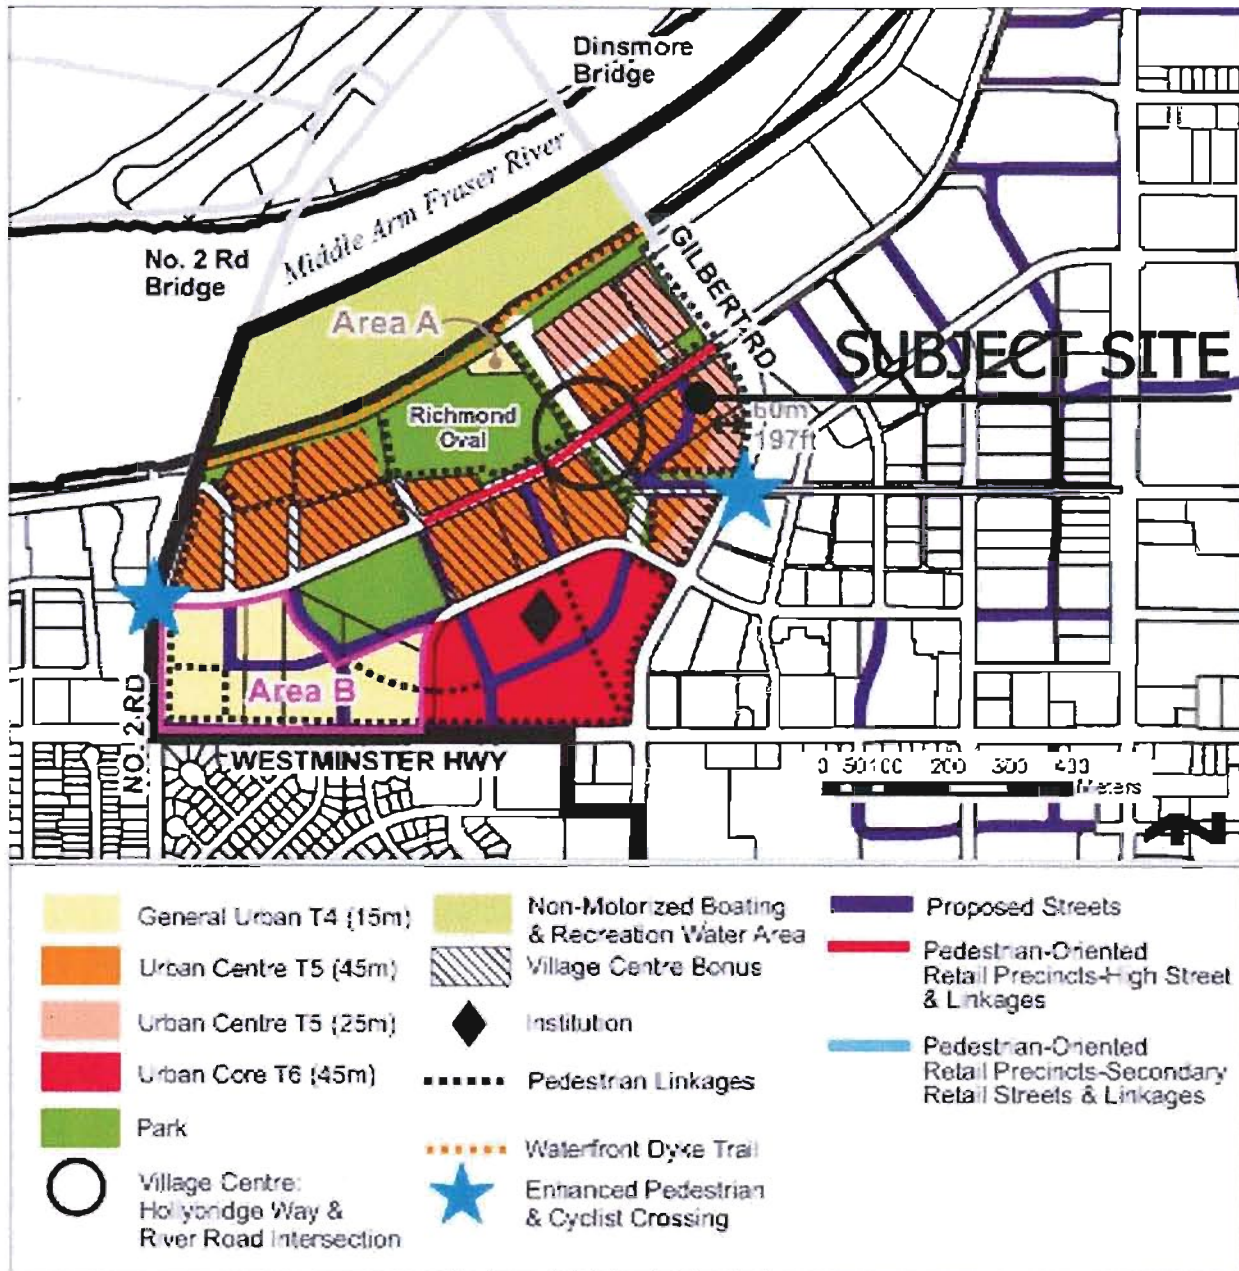 Dinsmore
Bridge
Middle Arm Fraser River
No. 2 Rd
Bridge
GILBERT RD
Area A
SUBJECT SITE
Richmond
Oval
60m
197ft
Area B
NO. 2 RD
WESTMINSTER HWY
0 50100 200 300 400
Meters
General Urban T4 (15m)
Urban Centre T5 (45m)
Urban Centre T5 (25m)
Urban Core T6 (45m)
Park
Village Centre:
Hollybridge Way &
River Road Intersection
Non-Motorized Boating
& Recreation Water Area
Village Centre Bonus
Institution
Pedestrian Linkages
Waterfront Dyke Trail
Enhanced Pedestrian
& Cyclist Crossing
Proposed Streets
Pedestrian-Oriented
Retail Precincts-High Street
& Linkages
Pedestrian-Oriented
Retail Precincts-Secondary
Retail Streets & Linkages